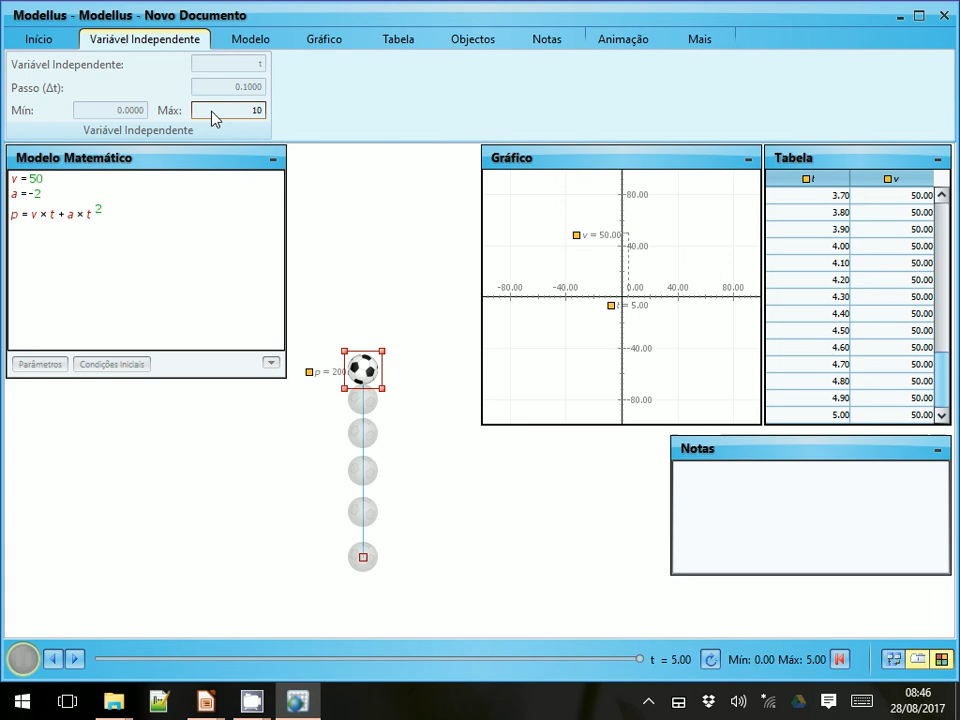 Modellus - Modellus - Novo Documento
Início Variável Independente Modelo Gráfico Tabela Objectos Notas Animação Mais
Variável Independente: t
Passo (Δt): 0.1000
Mín: 0.0000 Máx: 10
Variável Independente
Modelo Matemático
v = 50
a = -2
p = v × t + a × t 2
Parâmetros Condições Iniciais
p = 200
Gráfico
80.00
v = 50.00
40.00
-80.00 -40.00 0.00 40.00 80.00
t = 5.00
-40.00
-80.00
Tabela
t v
3.70 50.00
3.80 50.00
3.90 50.00
4.00 50.00
4.10 50.00
4.20 50.00
4.30 50.00
4.40 50.00
4.50 50.00
4.60 50.00
4.70 50.00
4.80 50.00
4.90 50.00
5.00 50.00
Notas
t = 5.00 Mín: 0.00 Máx: 5.00
08:46
28/08/2017